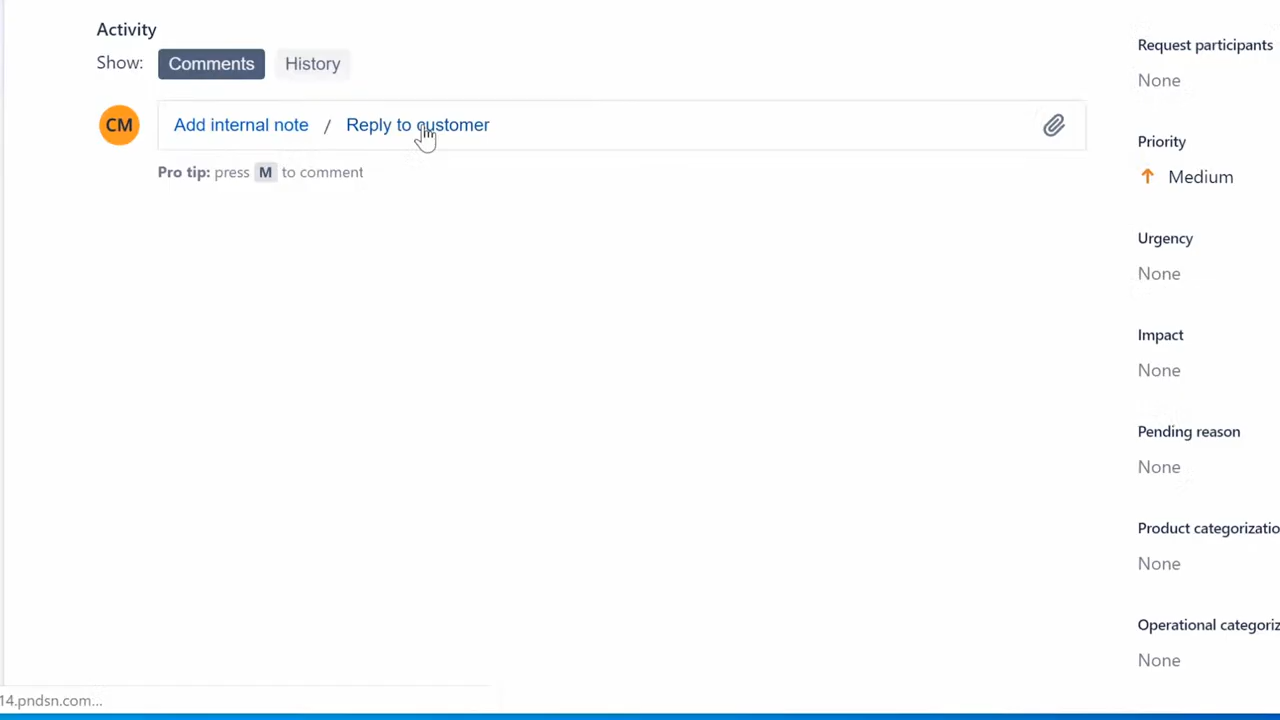 Activity
Show: Comments History
CM Add internal note / Reply to customer
Pro tip: press M to comment
Request participants
None
Priority
Medium
Urgency
None
Impact
None
Pending reason
None
Product categorizatio
None
Operational categoriz
None
14.pndsn.com...